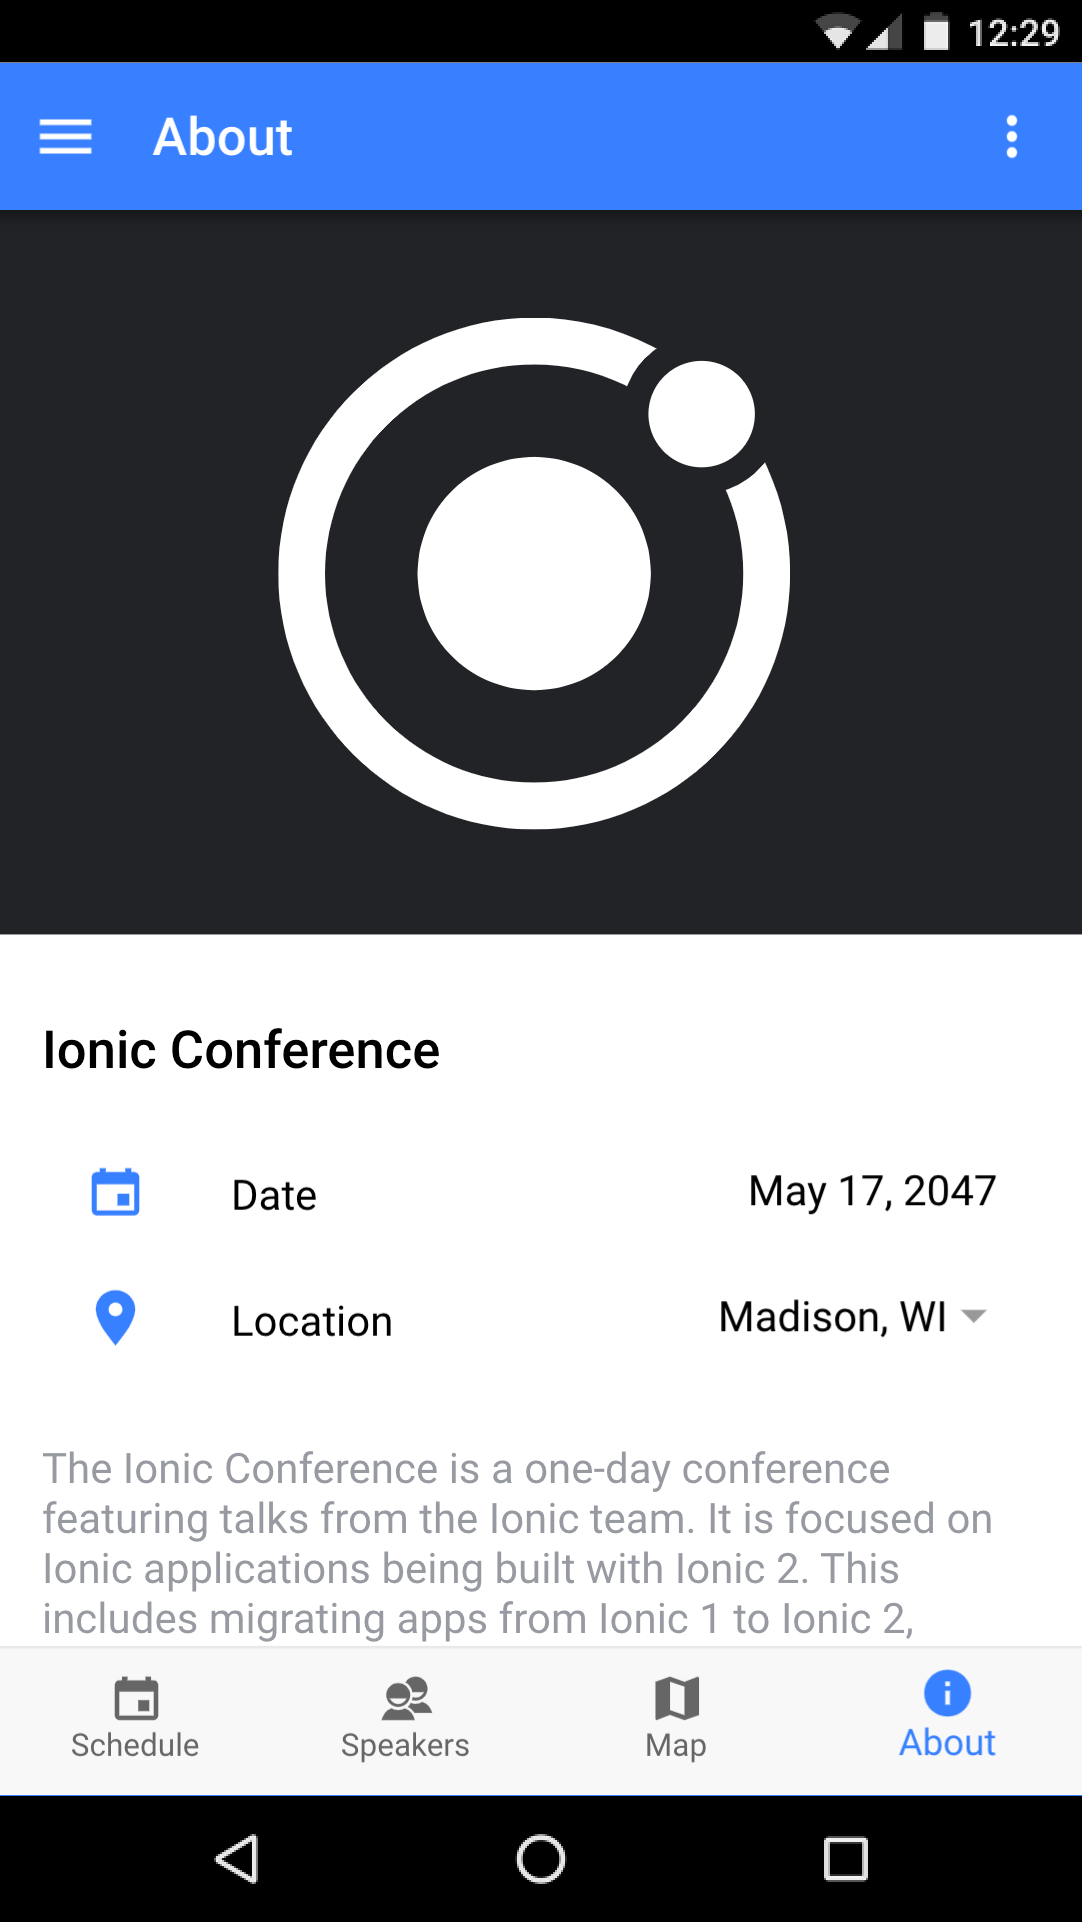 12:29
About
Ionic Conference
Date May 17, 2047
Location Madison, WI
The Ionic Conference is a one-day conference
featuring talks from the Ionic team. It is focused on
Ionic applications being built with Ionic 2. This
includes migrating apps from Ionic 1 to Ionic 2,
Schedule Speakers Map About